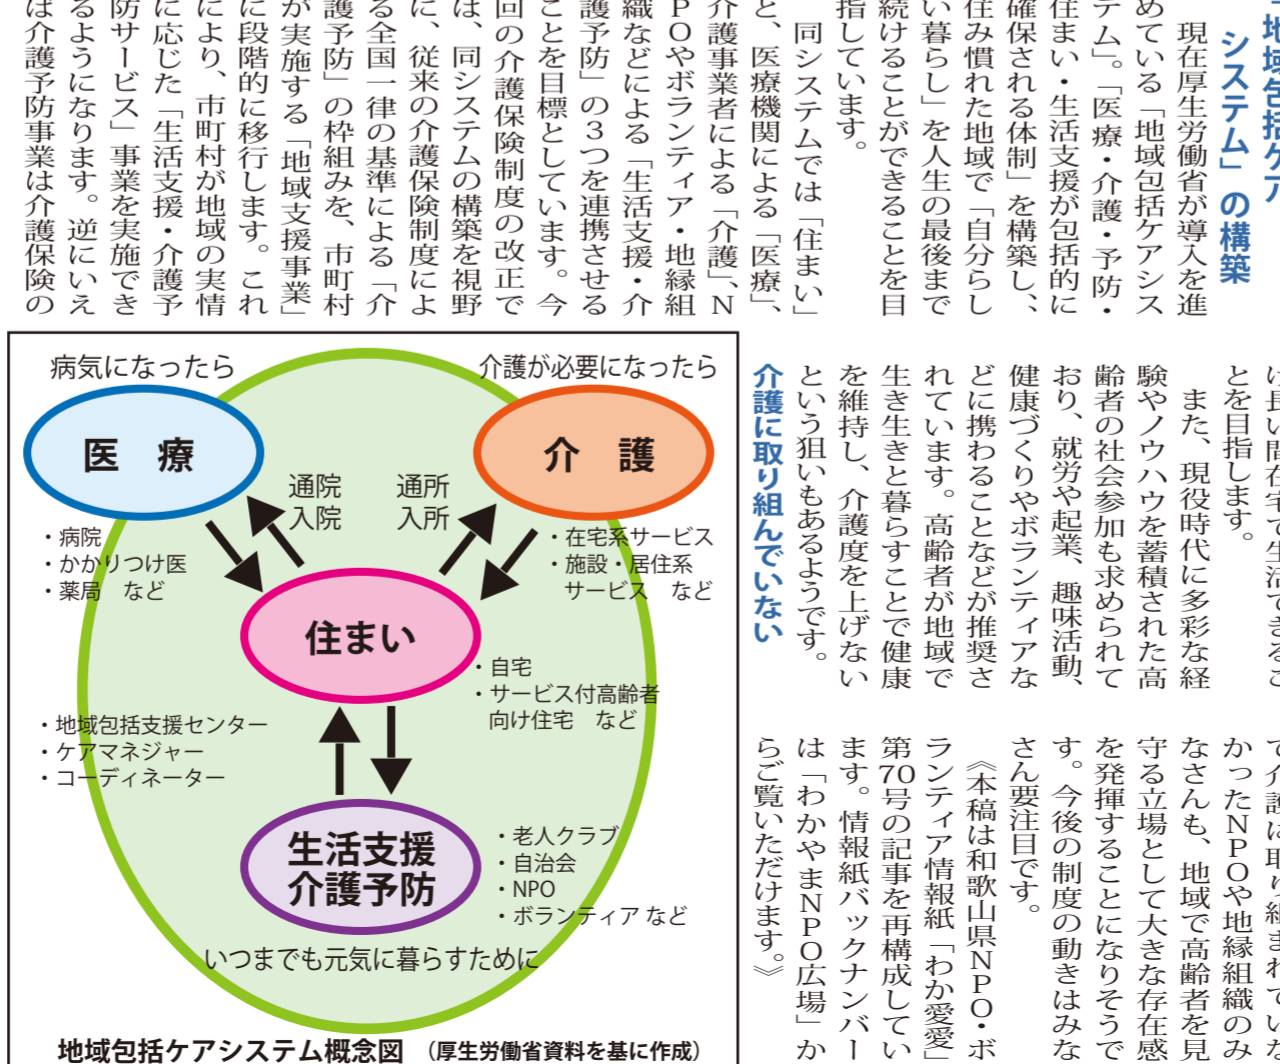 「地域包括ケア
システム」の構築
現在厚生労働省が導入を進
めている「地域包括ケアシス
テム」。「医療・介護・予防・
住まい・生活支援が包括的に
確保される体制」を構築し、
住み慣れた地域で「自分らし
い暮らし」を人生の最後まで
続けることができることを目
指しています。
同システムでは「住まい」
と、医療機関による「医療」、
介護事業者による「介護」、N
POやボランティア・地縁組
織などによる「生活支援・介
護予防」の3つを連携させる
ことを目標としています。今
回の介護保険制度の改正で
は、同システムの構築を視野
に、従来の介護保険制度によ
る全国一律の基準による「介
護予防」の枠組みを、市町村
が実施する「地域支援事業」
に段階的に移行します。これ
により、市町村が地域の実情
に応じた「生活支援・介護予
防サービス」事業を実施でき
るようになります。逆にいえ
ば介護予防事業は介護保険の
け長い間在宅で生活できるこ
とを目指します。
また、現役時代に多彩な経
験やノウハウを蓄積された高
齢者の社会参加も求められて
おり、就労や起業、趣味活動、
健康づくりやボランティアな
どに携わることなどが推奨さ
れています。高齢者が地域で
生き生きと暮らすことで健康
を維持し、介護度を上げない
という狙いもあるようです。
介護に取り組んでいない
で介護に取り組まれていな
かったNPOや地縁組織のみ
なさんも、地域で高齢者を見
守る立場として大きな存在感
を発揮することになりそうで
す。今後の制度の動きはみな
さん要注目です。
《本稿は和歌山県NPO・ボ
ランティア情報紙「わか愛愛」
第70号の記事を再構成してい
ます。情報紙バックナンバー
は「わかやまNPO広場」か
らご覧いただけます。》
病気になったら
介護が必要になったら
医 療
介 護
通院
入院
通所
入所
・病院
・かかりつけ医
・薬局 など
・在宅系サービス
・施設・居住系
サービス など
住まい
・自宅
・サービス付高齢者
向け住宅 など
・地域包括支援センター
・ケアマネジャー
・コーディネーター
生活支援
介護予防
・老人クラブ
・自治会
・NPO
・ボランティア など
いつまでも元気に暮らすために
地域包括ケアシステム概念図 (厚生労働省資料を基に作成)